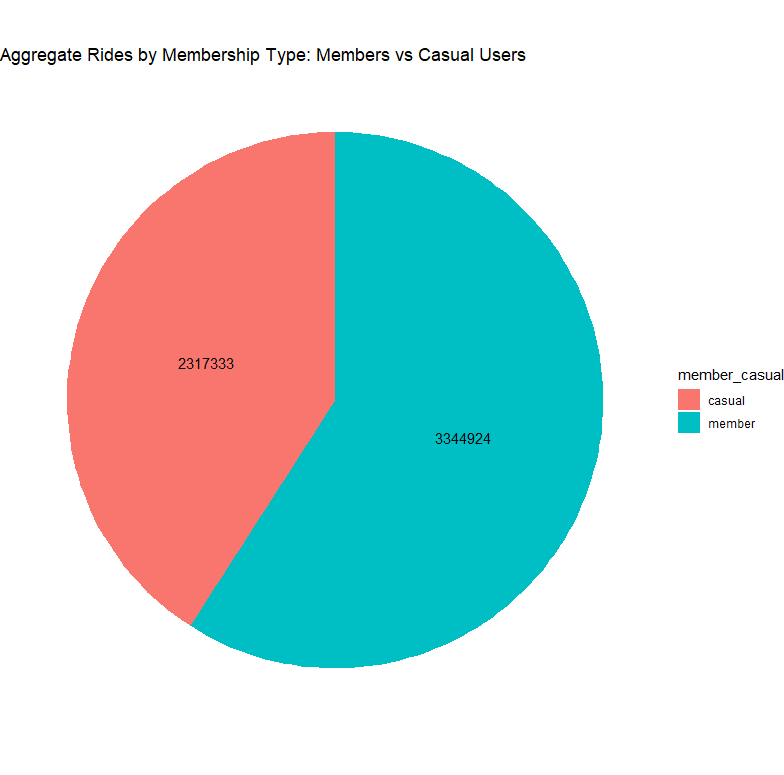 Aggregate Rides by Membership Type: Members vs Casual Users
2317333
3344924
member_casual
casual
member